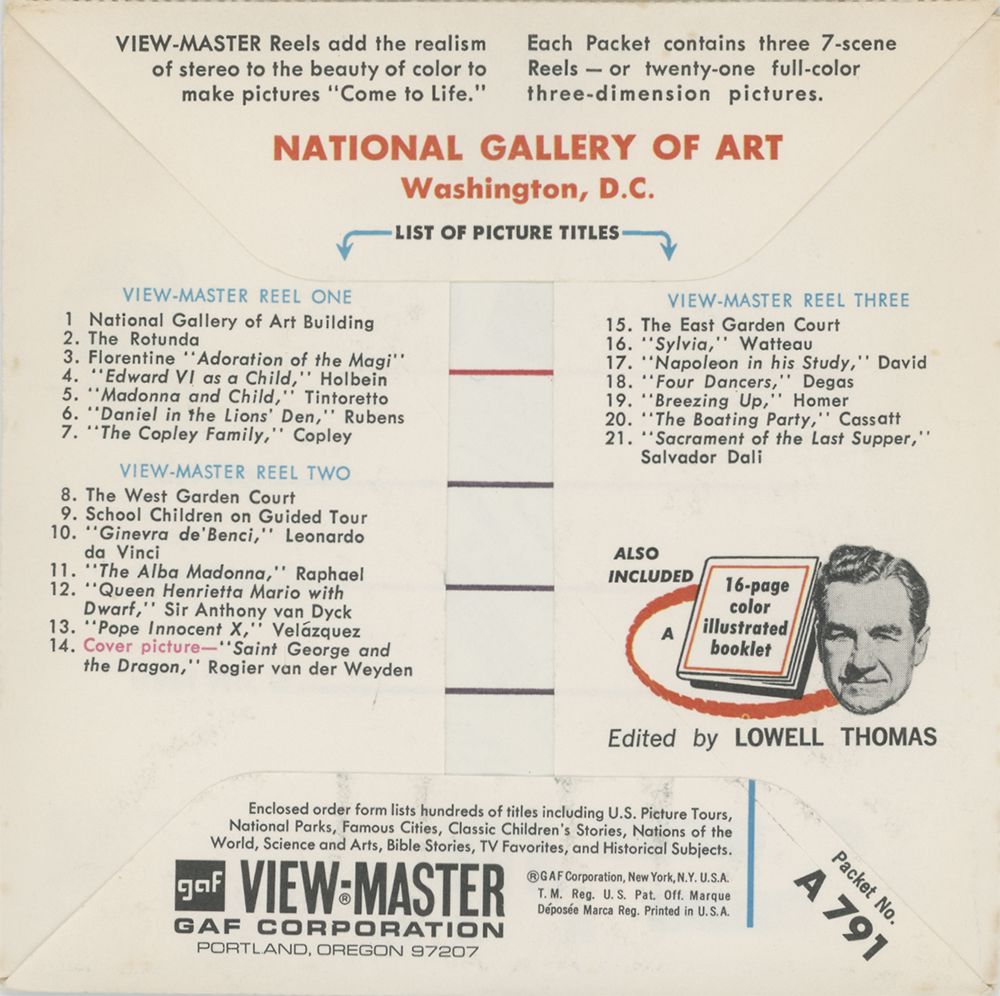 VIEW-MASTER Reels add the realism
of stereo to the beauty of color to
make pictures "Come to Life."
Each Packet contains three 7-scene
Reels — or twenty-one full-color
three-dimension pictures.
NATIONAL GALLERY OF ART
Washington, D.C.
LIST OF PICTURE TITLES
VIEW-MASTER REEL ONE
1 National Gallery of Art Building
2. The Rotunda
3. Florentine "Adoration of the Magi"
4. "Edward VI as a Child," Holbein
5. "Madonna and Child," Tintoretto
6. "Daniel in the Lions' Den," Rubens
7. "The Copley Family," Copley
VIEW-MASTER REEL TWO
8. The West Garden Court
9. School Children on Guided Tour
10. "Ginevra de'Benci," Leonardo
da Vinci
11. "The Alba Madonna," Raphael
12. "Queen Henrietta Mario with
Dwarf," Sir Anthony van Dyck
13. "Pope Innocent X," Velázquez
14. Cover picture—"Saint George and
the Dragon," Rogier van der Weyden
VIEW-MASTER REEL THREE
15. The East Garden Court
16. "Sylvia," Watteau
17. "Napoleon in his Study," David
18. "Four Dancers," Degas
19. "Breezing Up," Homer
20. "The Boating Party," Cassatt
21. "Sacrament of the Last Supper,"
Salvador Dali
ALSO
INCLUDED
A
16-page
color
illustrated
booklet
Edited by LOWELL THOMAS
Enclosed order form lists hundreds of titles including U.S. Picture Tours,
National Parks, Famous Cities, Classic Children's Stories, Nations of the
World, Science and Arts, Bible Stories, TV Favorites, and Historical Subjects.
gaf VIEW-MASTER®
GAF CORPORATION
PORTLAND, OREGON 97207
®GAF Corporation, New York, N.Y. U.S.A.
T.M. Reg. U.S. Pat. Off. Marque
Déposée Marca Reg. Printed in U.S.A.
Packet No.
A 791